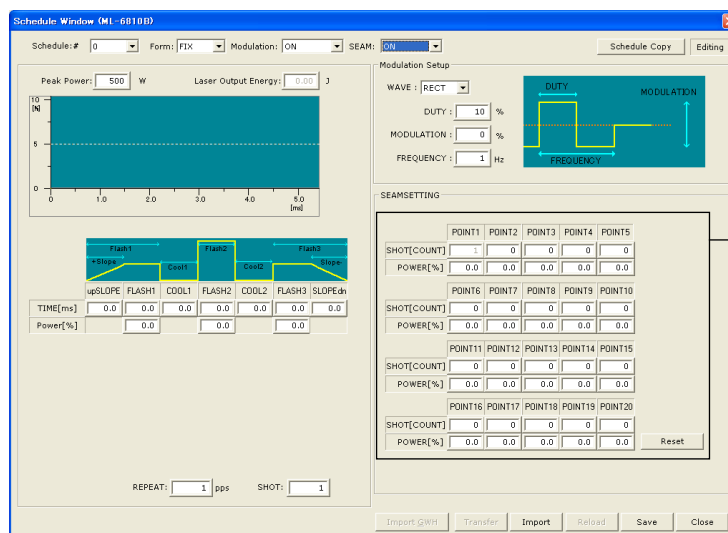 Schedule Window (ML-6810B)
Schedule:# 0 Form: FIX Modulation: ON SEAM: ON Schedule Copy Editing
Peak Power: 500 W Laser Output Energy: 0.00 J
10
[%]
5
0
0 1.0 2.0 3.0 4.0 5.0
[ms]
Flash1 Flash2 Flash3
+Slope Cool1 Cool2 Slope-
upSLOPE FLASH1 COOL1 FLASH2 COOL2 FLASH3 SLOPEdn
TIME[ms] 0.0 0.0 0.0 0.0 0.0 0.0 0.0
Power[%] 0.0 0.0 0.0
REPEAT: 1 pps SHOT: 1
Modulation Setup
WAVE : RECT
DUTY : 10 %
MODULATION : 0 %
FREQUENCY : 1 Hz
DUTY MODULATION
FREQUENCY
SEAMSETTING
POINT1 POINT2 POINT3 POINT4 POINT5
SHOT[COUNT] 1 0 0 0 0
POWER[%] 0.0 0.0 0.0 0.0 0.0
POINT6 POINT7 POINT8 POINT9 POINT10
SHOT[COUNT] 0 0 0 0 0
POWER[%] 0.0 0.0 0.0 0.0 0.0
POINT11 POINT12 POINT13 POINT14 POINT15
SHOT[COUNT] 0 0 0 0 0
POWER[%] 0.0 0.0 0.0 0.0 0.0
POINT16 POINT17 POINT18 POINT19 POINT20
SHOT[COUNT] 0 0 0 0 0
POWER[%] 0.0 0.0 0.0 0.0 0.0 Reset
Import GWH Transfer Import Reload Save Close